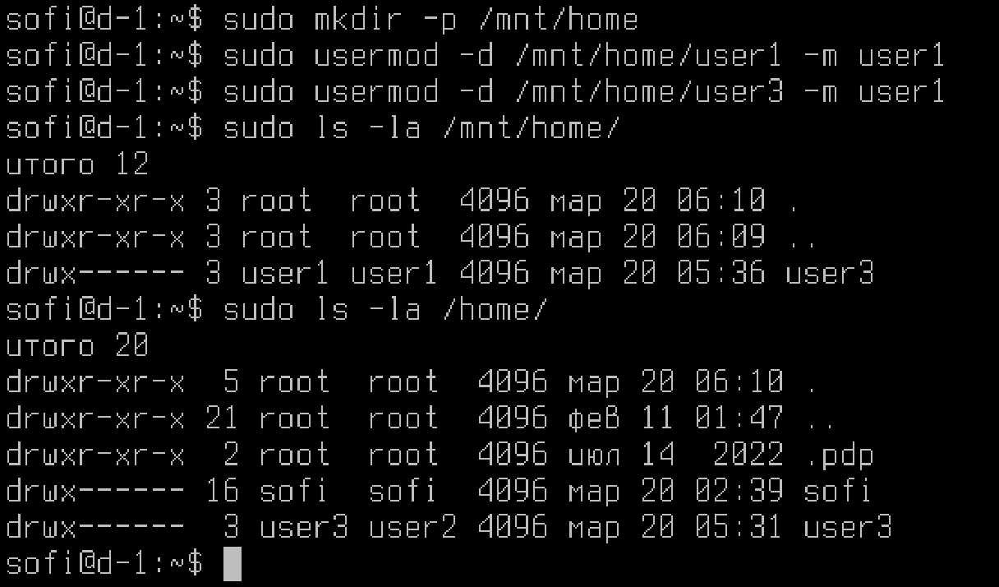 sofi@d-1:~$ sudo mkdir -p /mnt/home
sofi@d-1:~$ sudo usermod -d /mnt/home/user1 -m user1
sofi@d-1:~$ sudo usermod -d /mnt/home/user3 -m user1
sofi@d-1:~$ sudo ls -la /mnt/home/
итого 12
drwxr-xr-x 3 root  root  4096 мар 20 06:10 .
drwxr-xr-x 3 root  root  4096 мар 20 06:09 ..
drwx------ 3 user1 user1 4096 мар 20 05:36 user3
sofi@d-1:~$ sudo ls -la /home/
итого 20
drwxr-xr-x  5 root  root  4096 мар 20 06:10 .
drwxr-xr-x 21 root  root  4096 фев 11 01:47 ..
drwxr-xr-x  2 root  root  4096 июл 14  2022 .pdp
drwx------ 16 sofi  sofi  4096 мар 20 02:39 sofi
drwx------  3 user3 user2 4096 мар 20 05:31 user3
sofi@d-1:~$